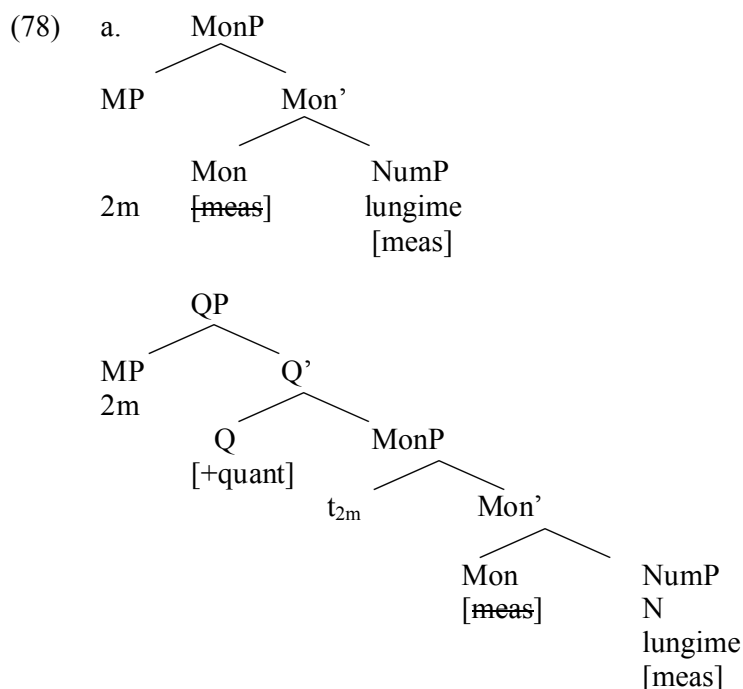 (78) a. MonP
MP Mon’
Mon NumP
2m [meas] lungime
[meas]
QP
MP Q’
2m
Q MonP
[+quant]
t2m Mon’
Mon NumP
[meas] N
lungime
[meas]